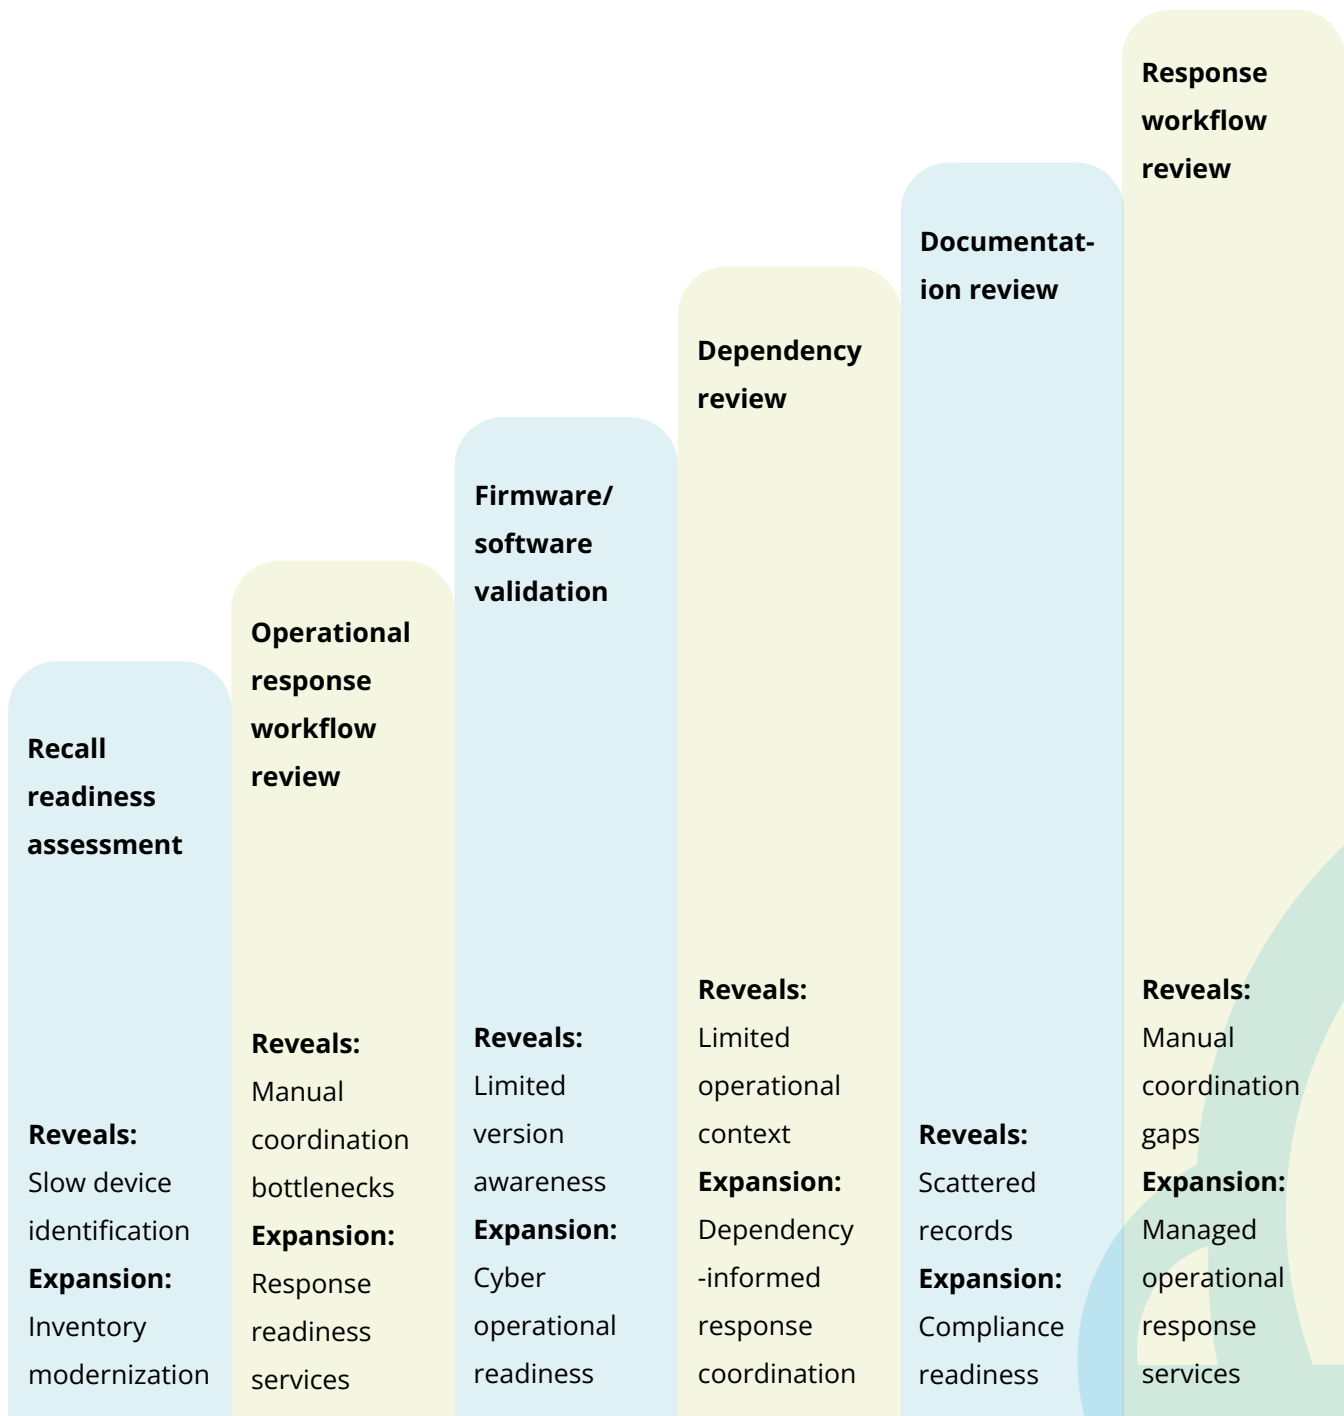 Recall
readiness
assessment
Reveals:
Slow device
identification
Expansion:
Inventory
modernization
Operational
response
workflow
review
Reveals:
Manual
coordination
bottlenecks
Expansion:
Response
readiness
services
Firmware/
software
validation
Reveals:
Limited
version
awareness
Expansion:
Cyber
operational
readiness
Dependency
review
Reveals:
Limited
operational
context
Expansion:
Dependency
-informed
response
coordination
Documentat-
ion review
Reveals:
Scattered
records
Expansion:
Compliance
readiness
Response
workflow
review
Reveals:
Manual
coordination
gaps
Expansion:
Managed
operational
response
services